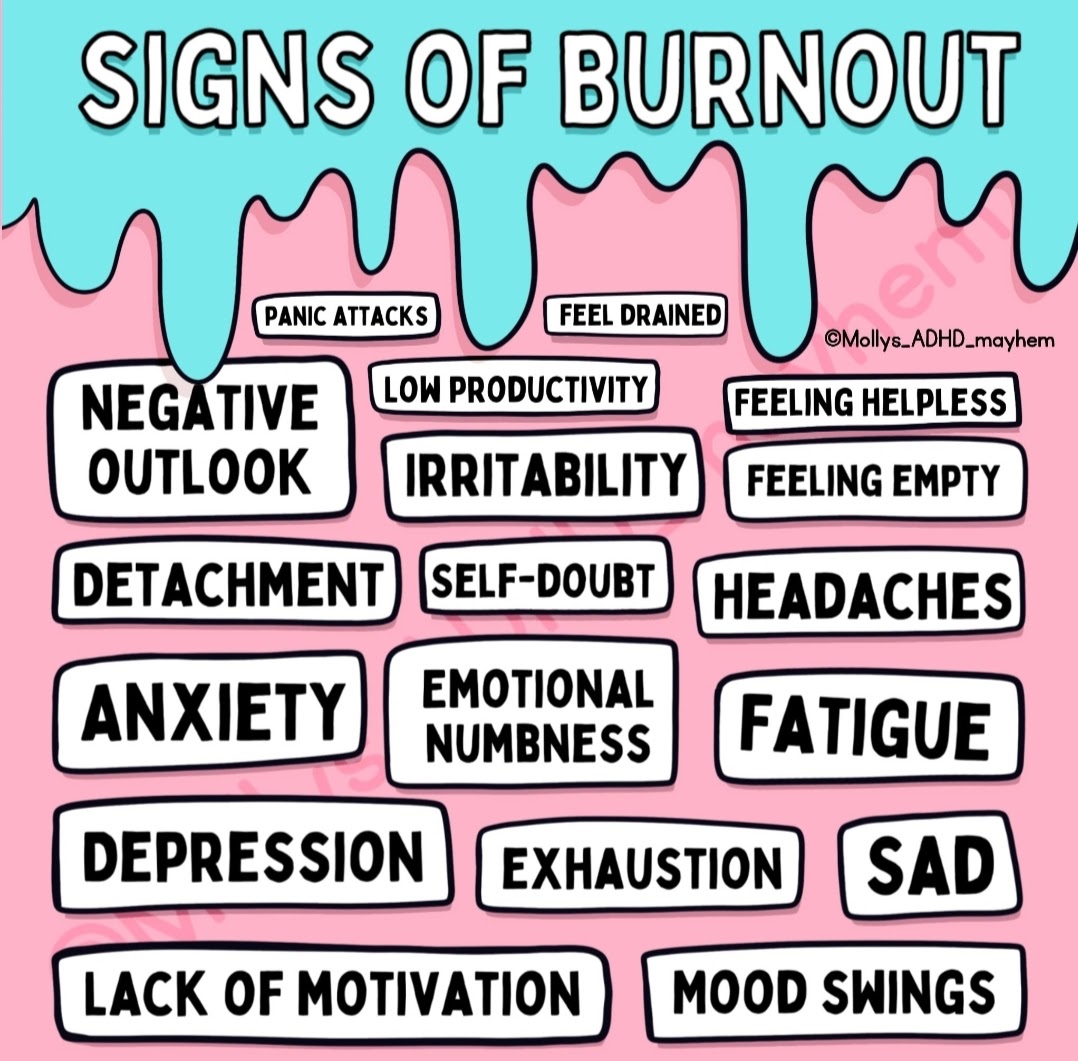 SIGNS OF BURNOUT
PANIC ATTACKS
FEEL DRAINED
©Mollys_ADHD_mayhem
NEGATIVE
OUTLOOK
LOW PRODUCTIVITY
FEELING HELPLESS
IRRITABILITY
FEELING EMPTY
DETACHMENT
SELF-DOUBT
HEADACHES
ANXIETY
EMOTIONAL
NUMBNESS
FATIGUE
DEPRESSION
EXHAUSTION
SAD
LACK OF MOTIVATION
MOOD SWINGS